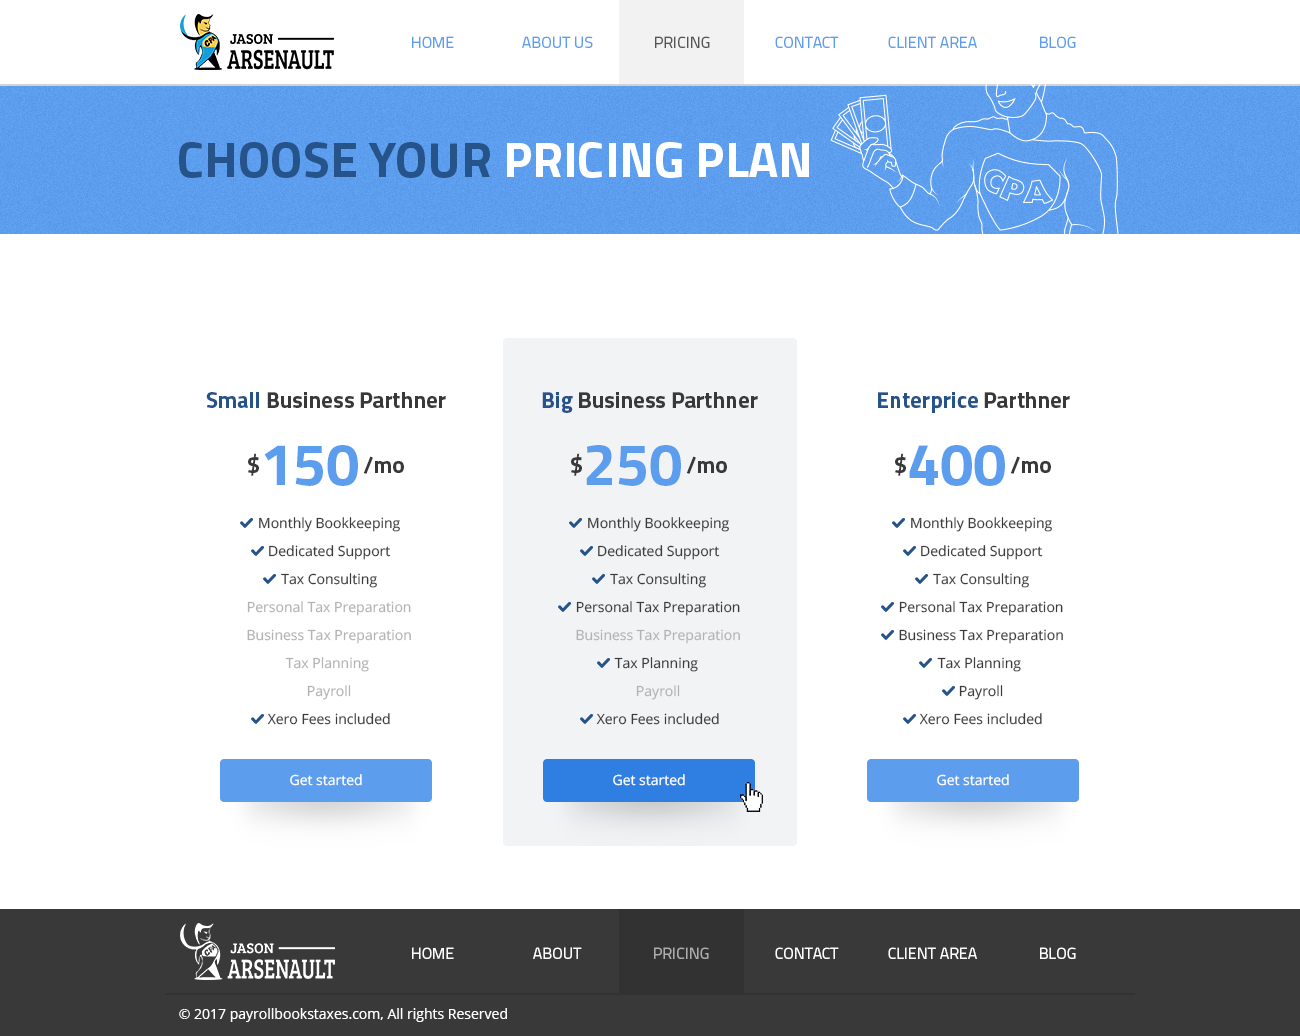 JASON
ARSENAULT
HOME ABOUT US PRICING CONTACT CLIENT AREA BLOG
CHOOSE YOUR PRICING PLAN
CPA
Small Business Parthner
$150/mo
Monthly Bookkeeping
Dedicated Support
Tax Consulting
Personal Tax Preparation
Business Tax Preparation
Tax Planning
Payroll
Xero Fees included
Get started
Big Business Parthner
$250/mo
Monthly Bookkeeping
Dedicated Support
Tax Consulting
Personal Tax Preparation
Business Tax Preparation
Tax Planning
Payroll
Xero Fees included
Get started
Enterprice Parthner
$400/mo
Monthly Bookkeeping
Dedicated Support
Tax Consulting
Personal Tax Preparation
Business Tax Preparation
Tax Planning
Payroll
Xero Fees included
Get started
JASON
ARSENAULT
HOME ABOUT PRICING CONTACT CLIENT AREA BLOG
© 2017 payrollbookstaxes.com, All rights Reserved